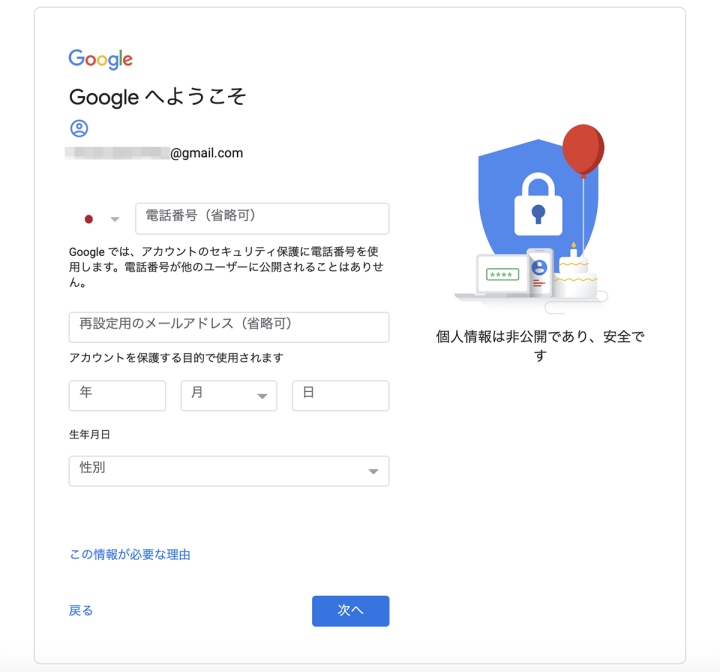 Google
Google へようこそ
@gmail.com
電話番号（省略可）
Google では、アカウントのセキュリティ保護に電話番号を使
用します。電話番号が他のユーザーに公開されることはありませ
ん。
再設定用のメールアドレス（省略可）
アカウントを保護する目的で使用されます
年
月
日
生年月日
性別
この情報が必要な理由
戻る
次へ
****
個人情報は非公開であり、安全で
す